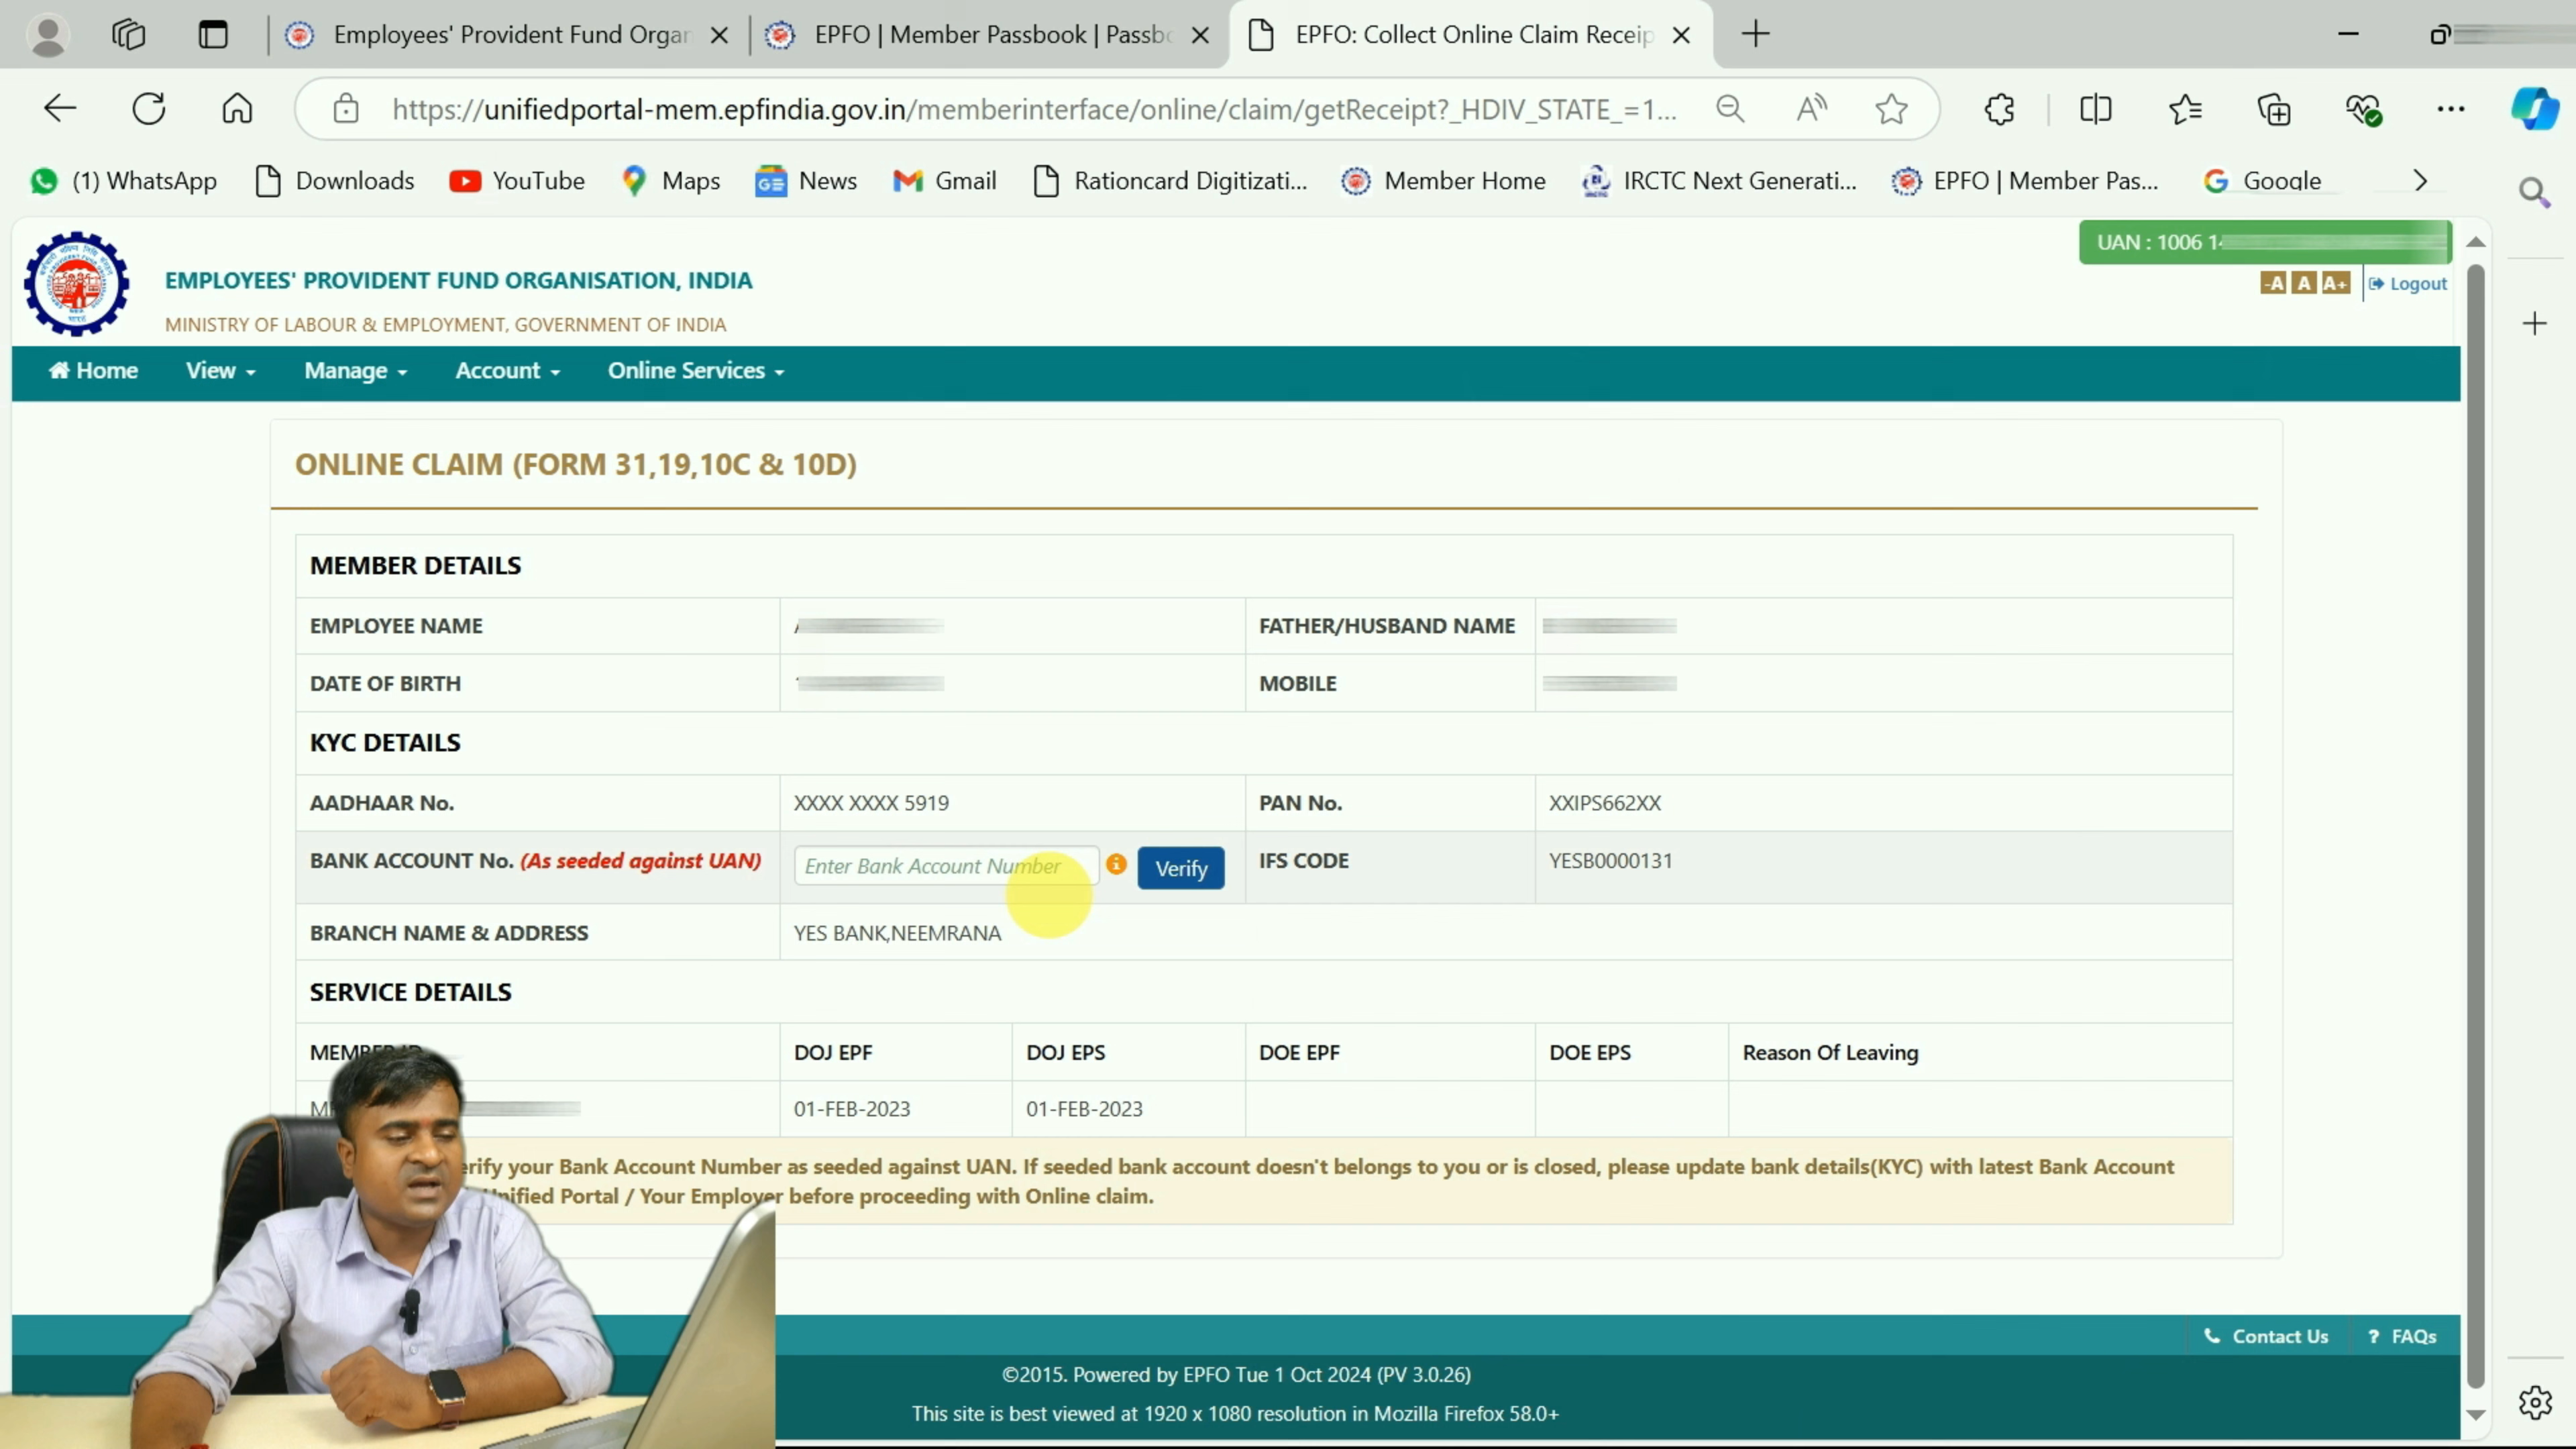 Employees' Provident Fund Organ
EPFO | Member Passbook | Passbo
EPFO: Collect Online Claim Receip
https://unifiedportal-mem.epfindia.gov.in/memberinterface/online/claim/getReceipt?_HDIV_STATE_=1...
(1) WhatsApp Downloads YouTube Maps News Gmail Rationcard Digitizati... Member Home IRCTC Next Generati... EPFO | Member Pas... Google
UAN : 1006 1
EMPLOYEES' PROVIDENT FUND ORGANISATION, INDIA
-A A A+ Logout
MINISTRY OF LABOUR & EMPLOYMENT, GOVERNMENT OF INDIA
Home View Manage Account Online Services
ONLINE CLAIM (FORM 31,19,10C & 10D)
MEMBER DETAILS
EMPLOYEE NAME FATHER/HUSBAND NAME
DATE OF BIRTH MOBILE
KYC DETAILS
AADHAAR No. XXXX XXXX 5919 PAN No. XXIPS662XX
BANK ACCOUNT No. (As seeded against UAN) Enter Bank Account Number Verify IFS CODE YESB0000131
BRANCH NAME & ADDRESS YES BANK,NEEMRANA
SERVICE DETAILS
DOJ EPF DOJ EPS DOE EPF DOE EPS Reason Of Leaving
01-FEB-2023 01-FEB-2023
erify your Bank Account Number as seeded against UAN. If seeded bank account doesn't belongs to you or is closed, please update bank details(KYC) with latest Bank Account
nified Portal / Your Employer before proceeding with Online claim.
Contact Us ? FAQs
©2015. Powered by EPFO Tue 1 Oct 2024 (PV 3.0.26)
This site is best viewed at 1920 x 1080 resolution in Mozilla Firefox 58.0+